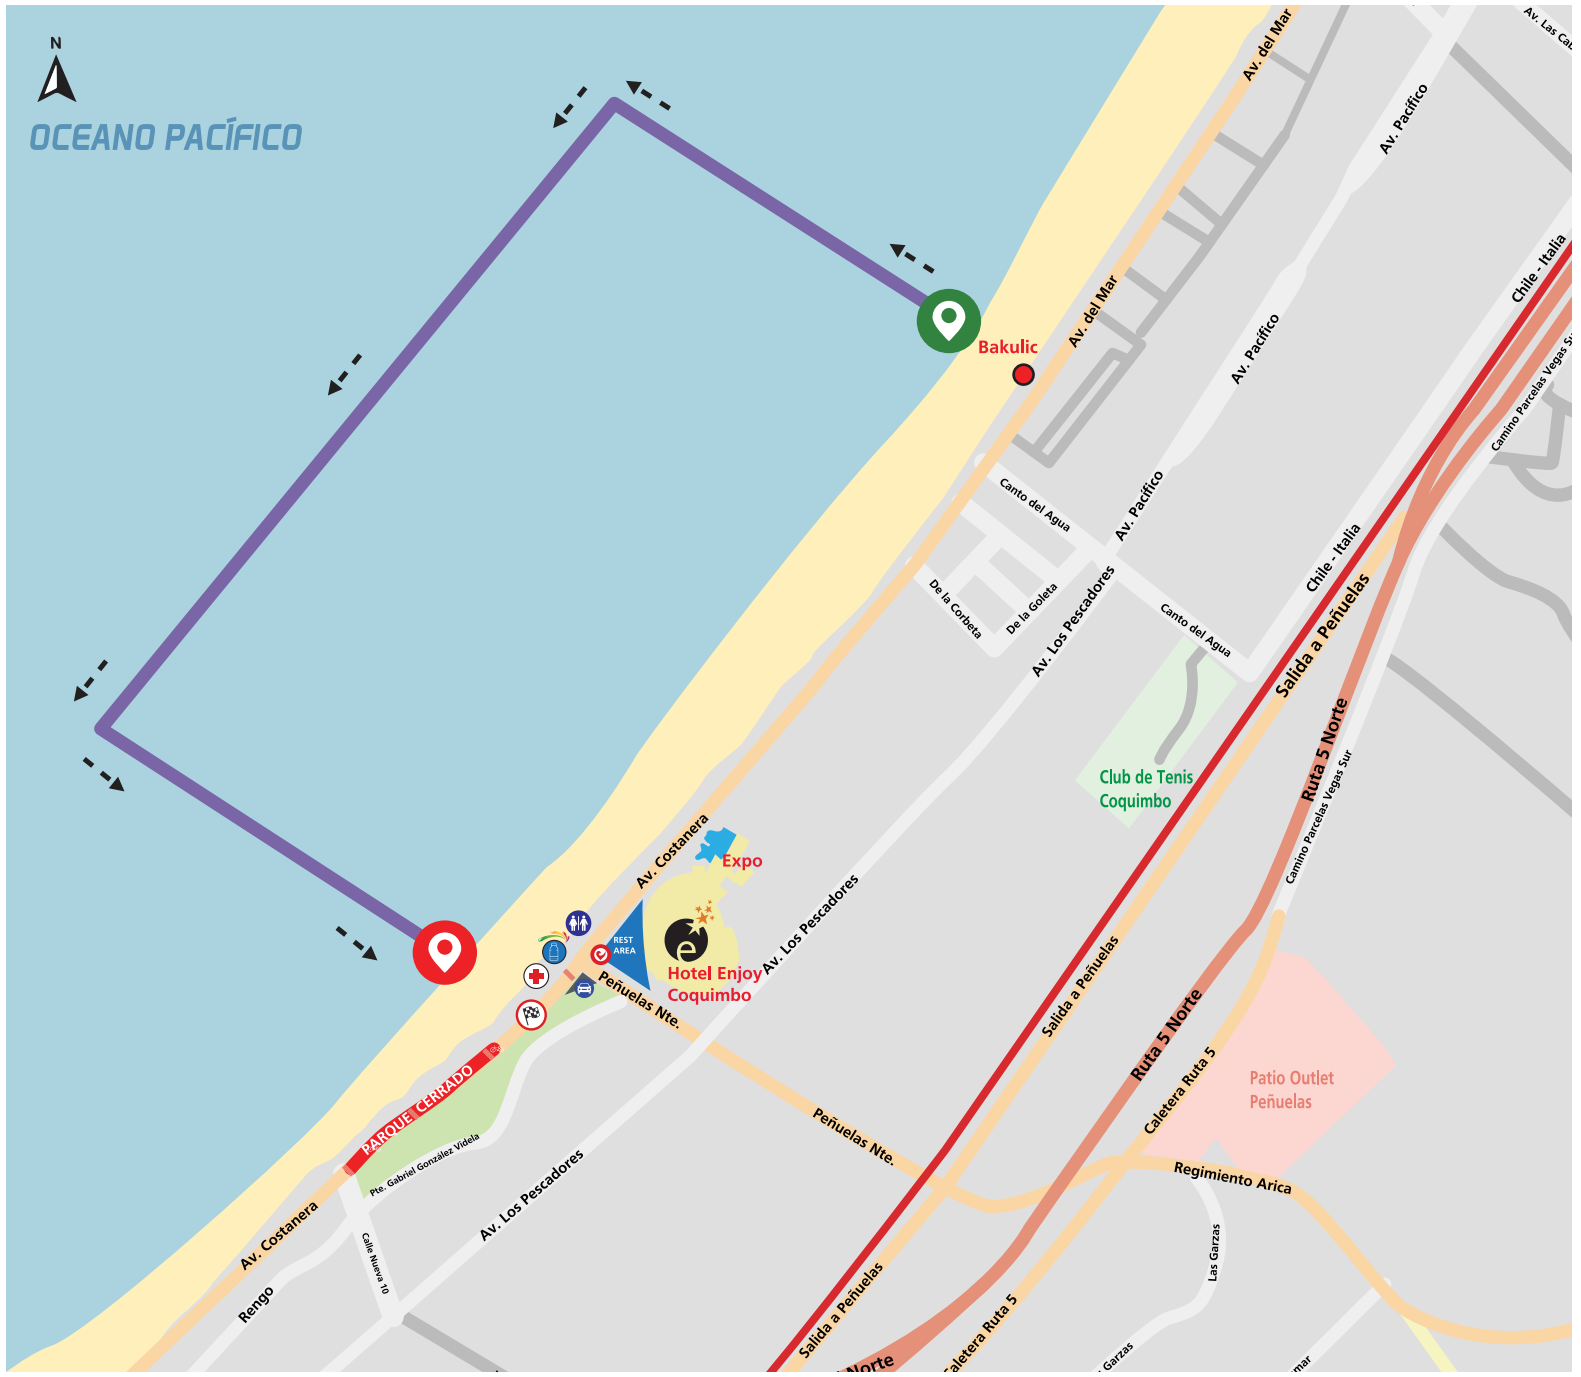 N
OCEANO PACÍFICO
Av. del Mar
Av. Pacífico
Av. Las
Chile - Italia
Av. del Mar
Bakulic
Av. Pacífico
Camino Parcelas Vegas
Canto del Agua
Av. Pacífico
Chile - Italia
De la Corbeta
De la Goleta
Av. Los Pescadores
Canto del Agua
Salida a Peñuelas
Ruta 5 Norte
Camino Parcelas Vegas Sur
Club de Tenis
Coquimbo
Av. Costanera
Expo
REST
AREA
e
Hotel Enjoy
Coquimbo
Av. Los Pescadores
Peñuelas Nte.
Salida a Peñuelas
Ruta 5 Norte
Caletera Ruta 5
Patio Outlet
Peñuelas
PARQUE CERRADO
Pte. Gabriel González Videla
Peñuelas Nte.
Regimiento Arica
Av. Los Pescadores
Av. Costanera
Calle Nueva 10
Rengo
Las Garzas
Salida a Peñuelas
Caletera Ruta 5
Norte
Garzas
mar